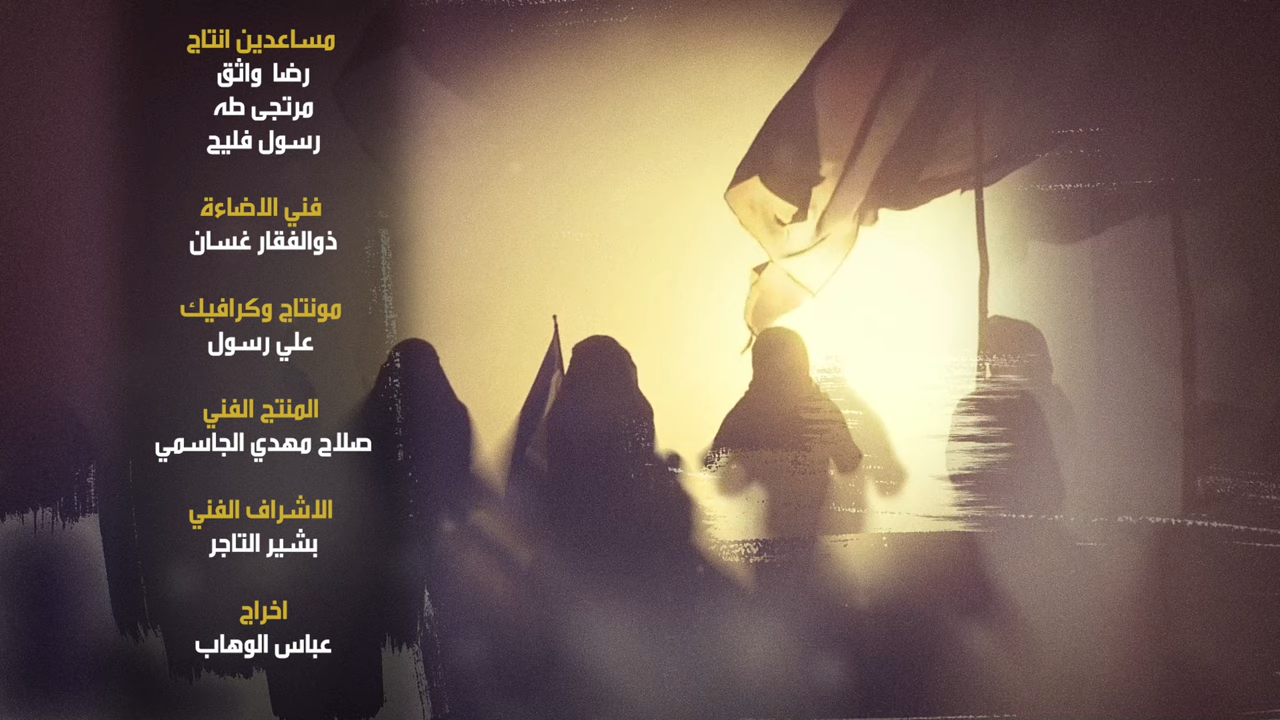 مساعدين انتاج
رضا واثق
مرتجى طه
رسول فليح
فني الاضاءة
ذوالفقار غسان
مونتاج وكرافيك
علي رسول
المنتج الفني
صلاح مهدي الجاسمي
الاشراف الفني
بشير التاجر
اخراج
عباس الوهاب